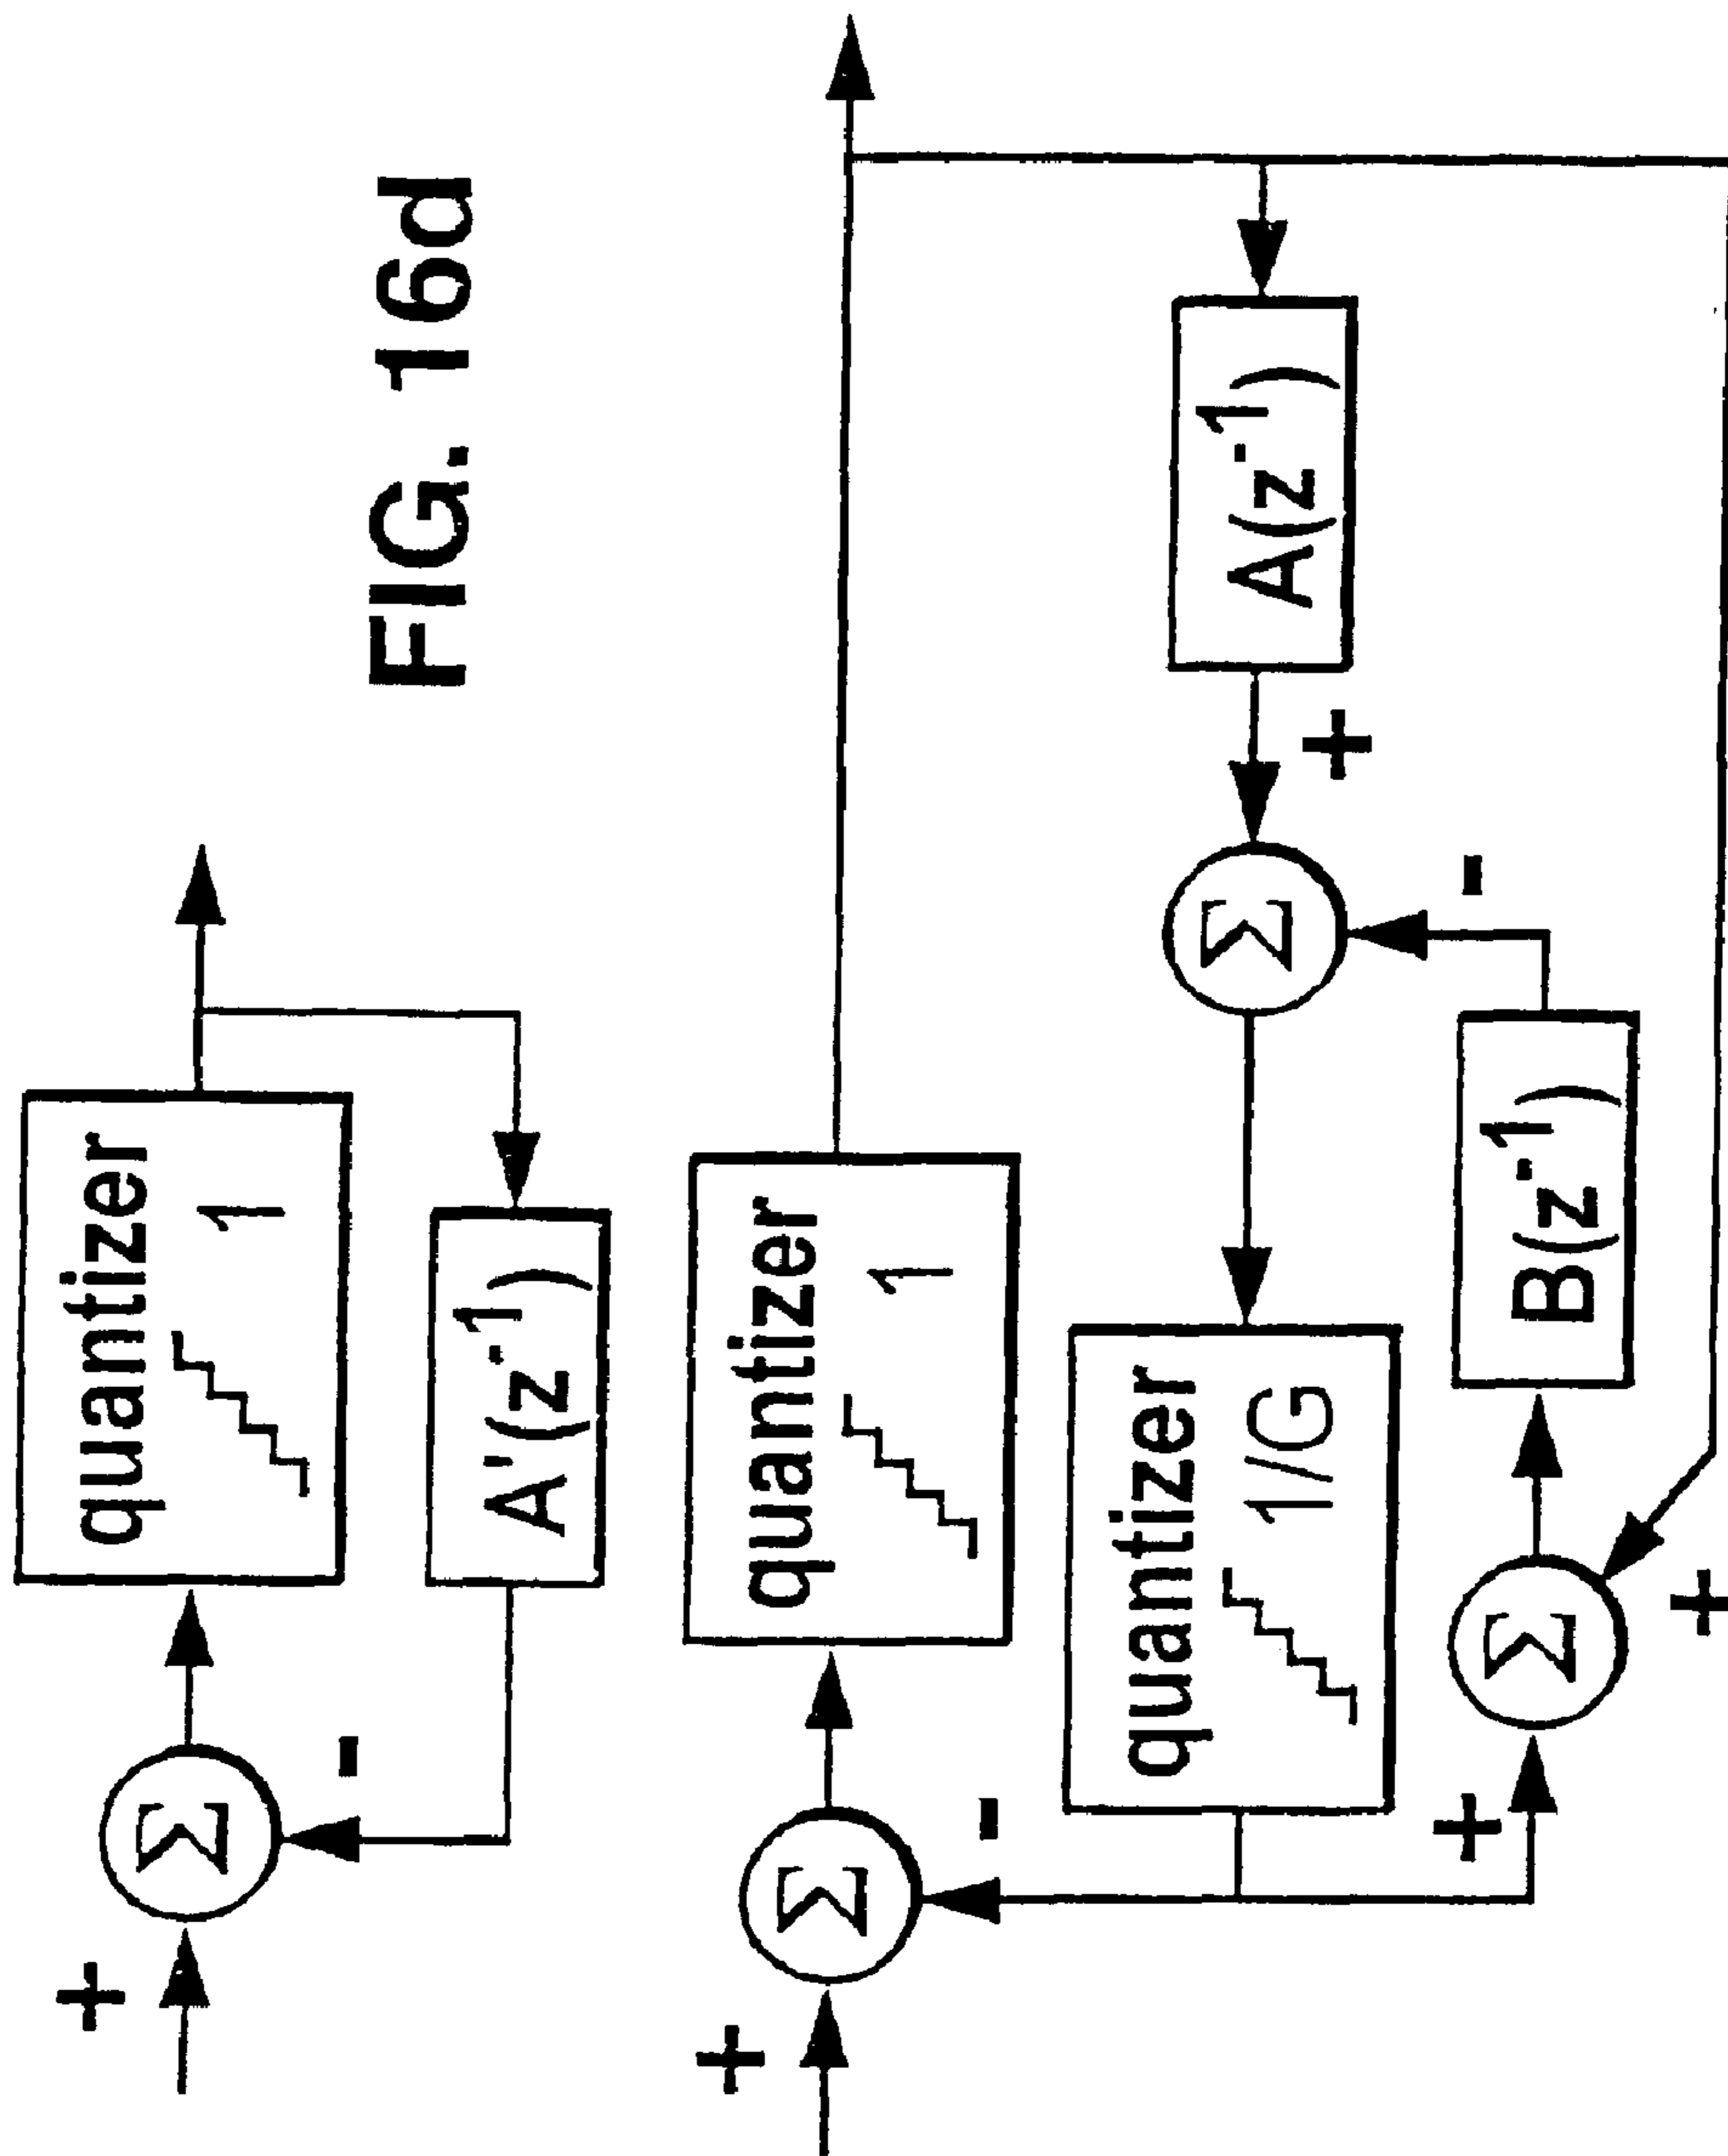 FIG. 16d
+
Σ
-
quantizer
1
A'(z-1)
+
Σ
-
quantizer
1
quantizer
1/G
Σ
+
A(z-1)
+
Σ
+
B(z-1)
-